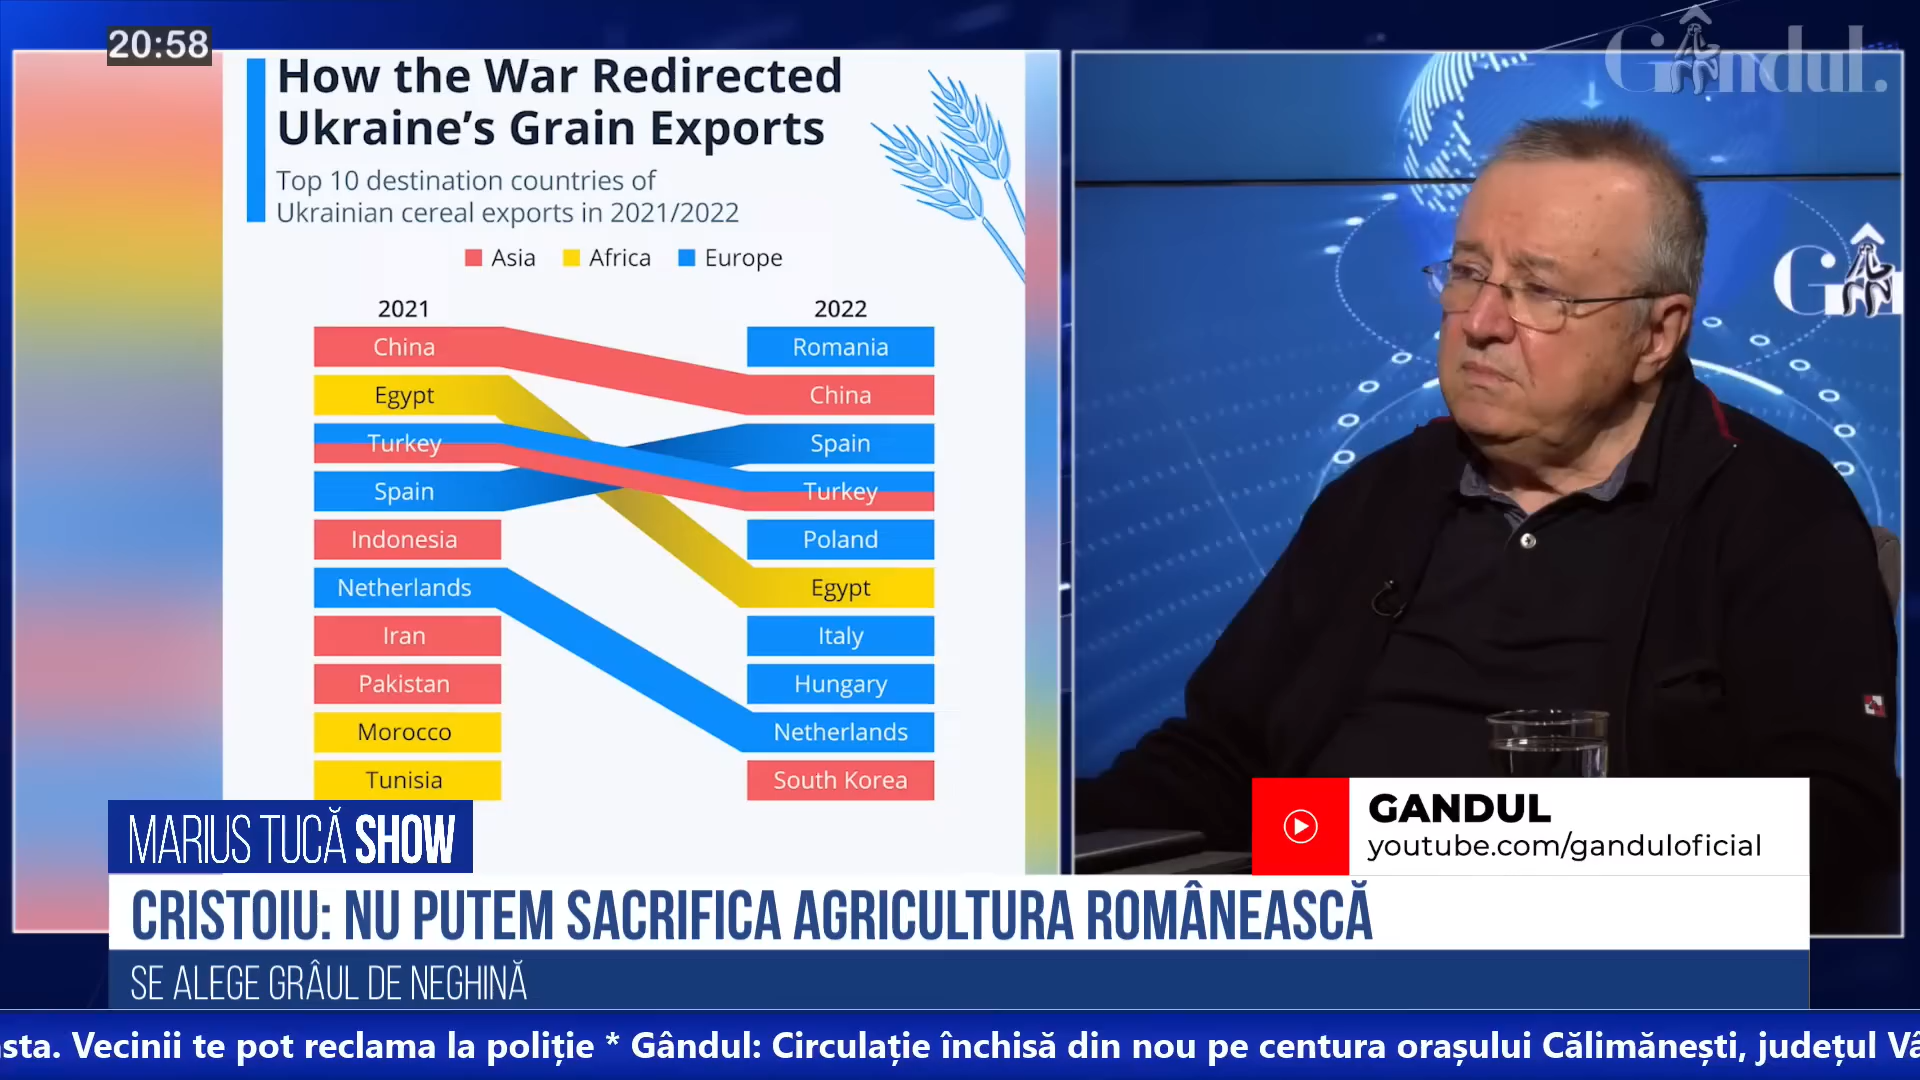 20:58
How the War Redirected
Ukraine's Grain Exports
Top 10 destination countries of
Ukrainian cereal exports in 2021/2022
Asia Africa Europe
2021 2022
China Romania
Egypt China
Turkey Spain
Spain Turkey
Indonesia Poland
Netherlands Egypt
Iran Italy
Pakistan Hungary
Morocco Netherlands
Tunisia South Korea
Gândul.
MARIUS TUCĂ SHOW
GANDUL
youtube.com/ganduloficial
CRISTOIU: NU PUTEM SACRIFICA AGRICULTURA ROMÂNEASCĂ
SE ALEGE GRÂUL DE NEGHINĂ
sta. Vecinii te pot reclama la poliție * Gândul: Circulație închisă din nou pe centura orașului Călimănești, județul Vâ